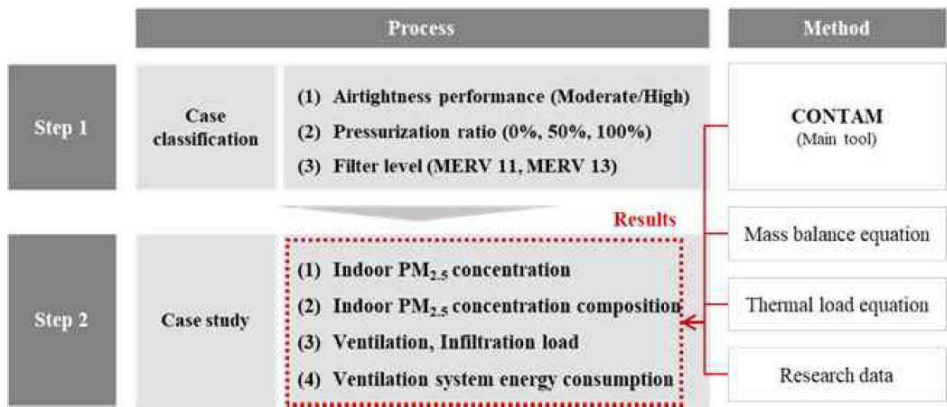 Process
Method
Step 1
Case
classification
(1) Airtightness performance (Moderate/High)
(2) Pressurization ratio (0%, 50%, 100%)
(3) Filter level (MERV 11, MERV 13)
CONTAM
(Main tool)
Results
Mass balance equation
Step 2
Case study
(1) Indoor PM2.5 concentration
(2) Indoor PM2.5 concentration composition
(3) Ventilation, Infiltration load
(4) Ventilation system energy consumption
Thermal load equation
Research data